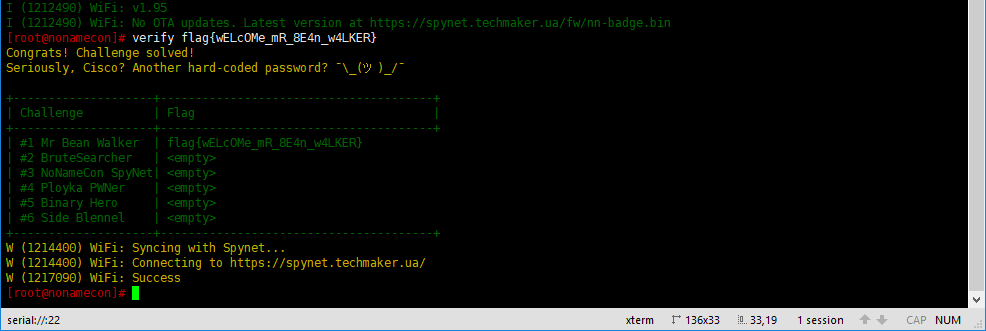 I (1212490) WiFi: v1.95
I (1212490) WiFi: No OTA updates. Latest version at https://spynet.techmaker.ua/fw/nn-badge.bin
[root@nonamecon]# verify flag{wELcOMe_mR_8E4n_w4LKER}
Congrats! Challenge solved!
Seriously, Cisco? Another hard-coded password? ¯\_(ツ )_/¯
+--------------------+---------------------------------------+
| Challenge | Flag |
+--------------------+---------------------------------------+
| #1 Mr Bean Walker | flag{wELcOMe_mR_8E4n_w4LKER}
| #2 BruteSearcher | <empty>
| #3 NoNameCon SpyNet| <empty>
| #4 Ployka PWNer | <empty>
| #5 Binary Hero | <empty>
| #6 Side Blennel | <empty>
+--------------------+---------------------------------------+
W (1214400) WiFi: Syncing with Spynet...
W (1214400) WiFi: Connecting to https://spynet.techmaker.ua/
W (1217090) WiFi: Success
[root@nonamecon]#
serial://:22 xterm 136x33 33,19 1 session CAP NUM